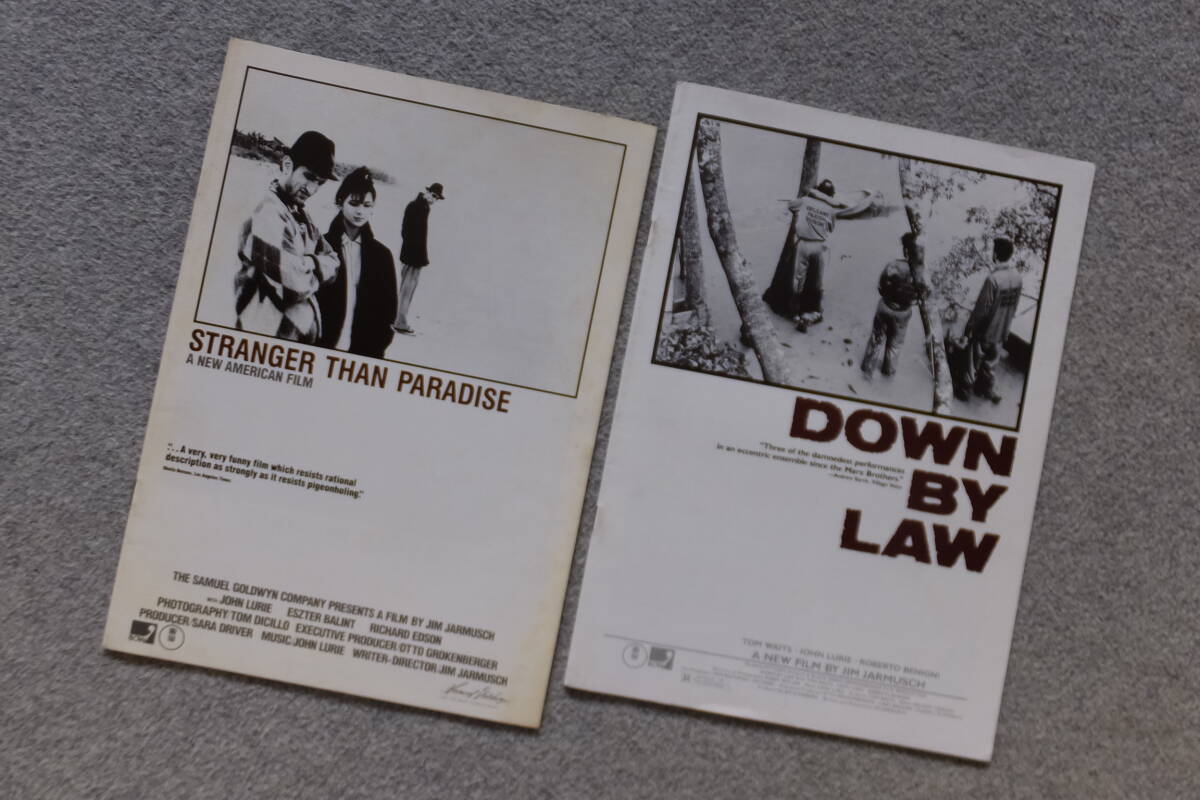 STRANGER THAN PARADISE
A NEW AMERICAN FILM
"...A very, very funny film which resists rational
description as strongly as it resists pigeonholing."
THE SAMUEL GOLDWYN COMPANY PRESENTS A FILM BY JIM JARMUSCH
WITH JOHN LURIE ESZTER BALINT RICHARD EDSON
PHOTOGRAPHY/TOM DICILLO EXECUTIVE PRODUCER/OTTO GROKENBERGER
PRODUCER/SARA DRIVER MUSIC:JOHN LURIE WRITER-DIRECTOR:JIM JARMUSCH
DOWN
BY
LAW
"Three of the damnedest performances
in an eccentric ensemble since the Marx Brothers."
TOM WAITS · JOHN LURIE · ROBERTO BENIGNI
A NEW FILM BY JIM JARMUSCH